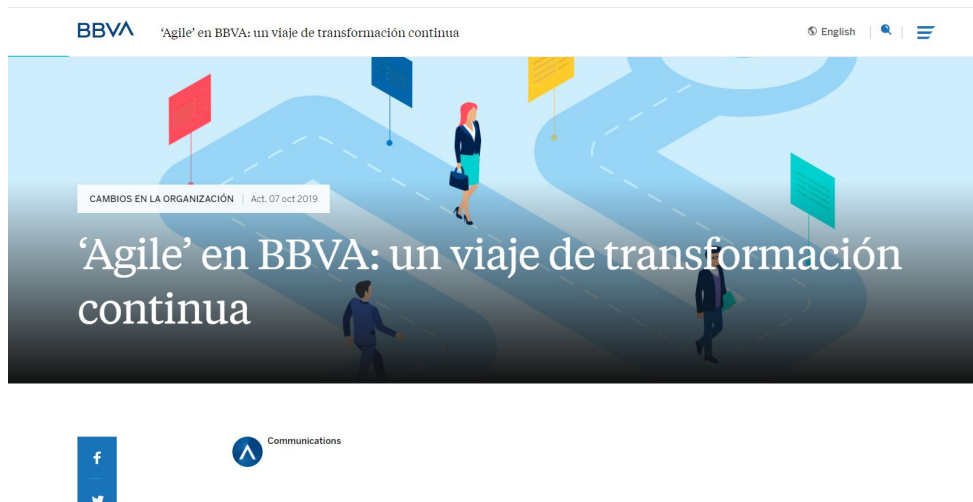 BBVA
‘Agile’ en BBVA: un viaje de transformación continua
English
CAMBIOS EN LA ORGANIZACIÓN | Act. 07 oct 2019
‘Agile’ en BBVA: un viaje de transformación
continua
Communications